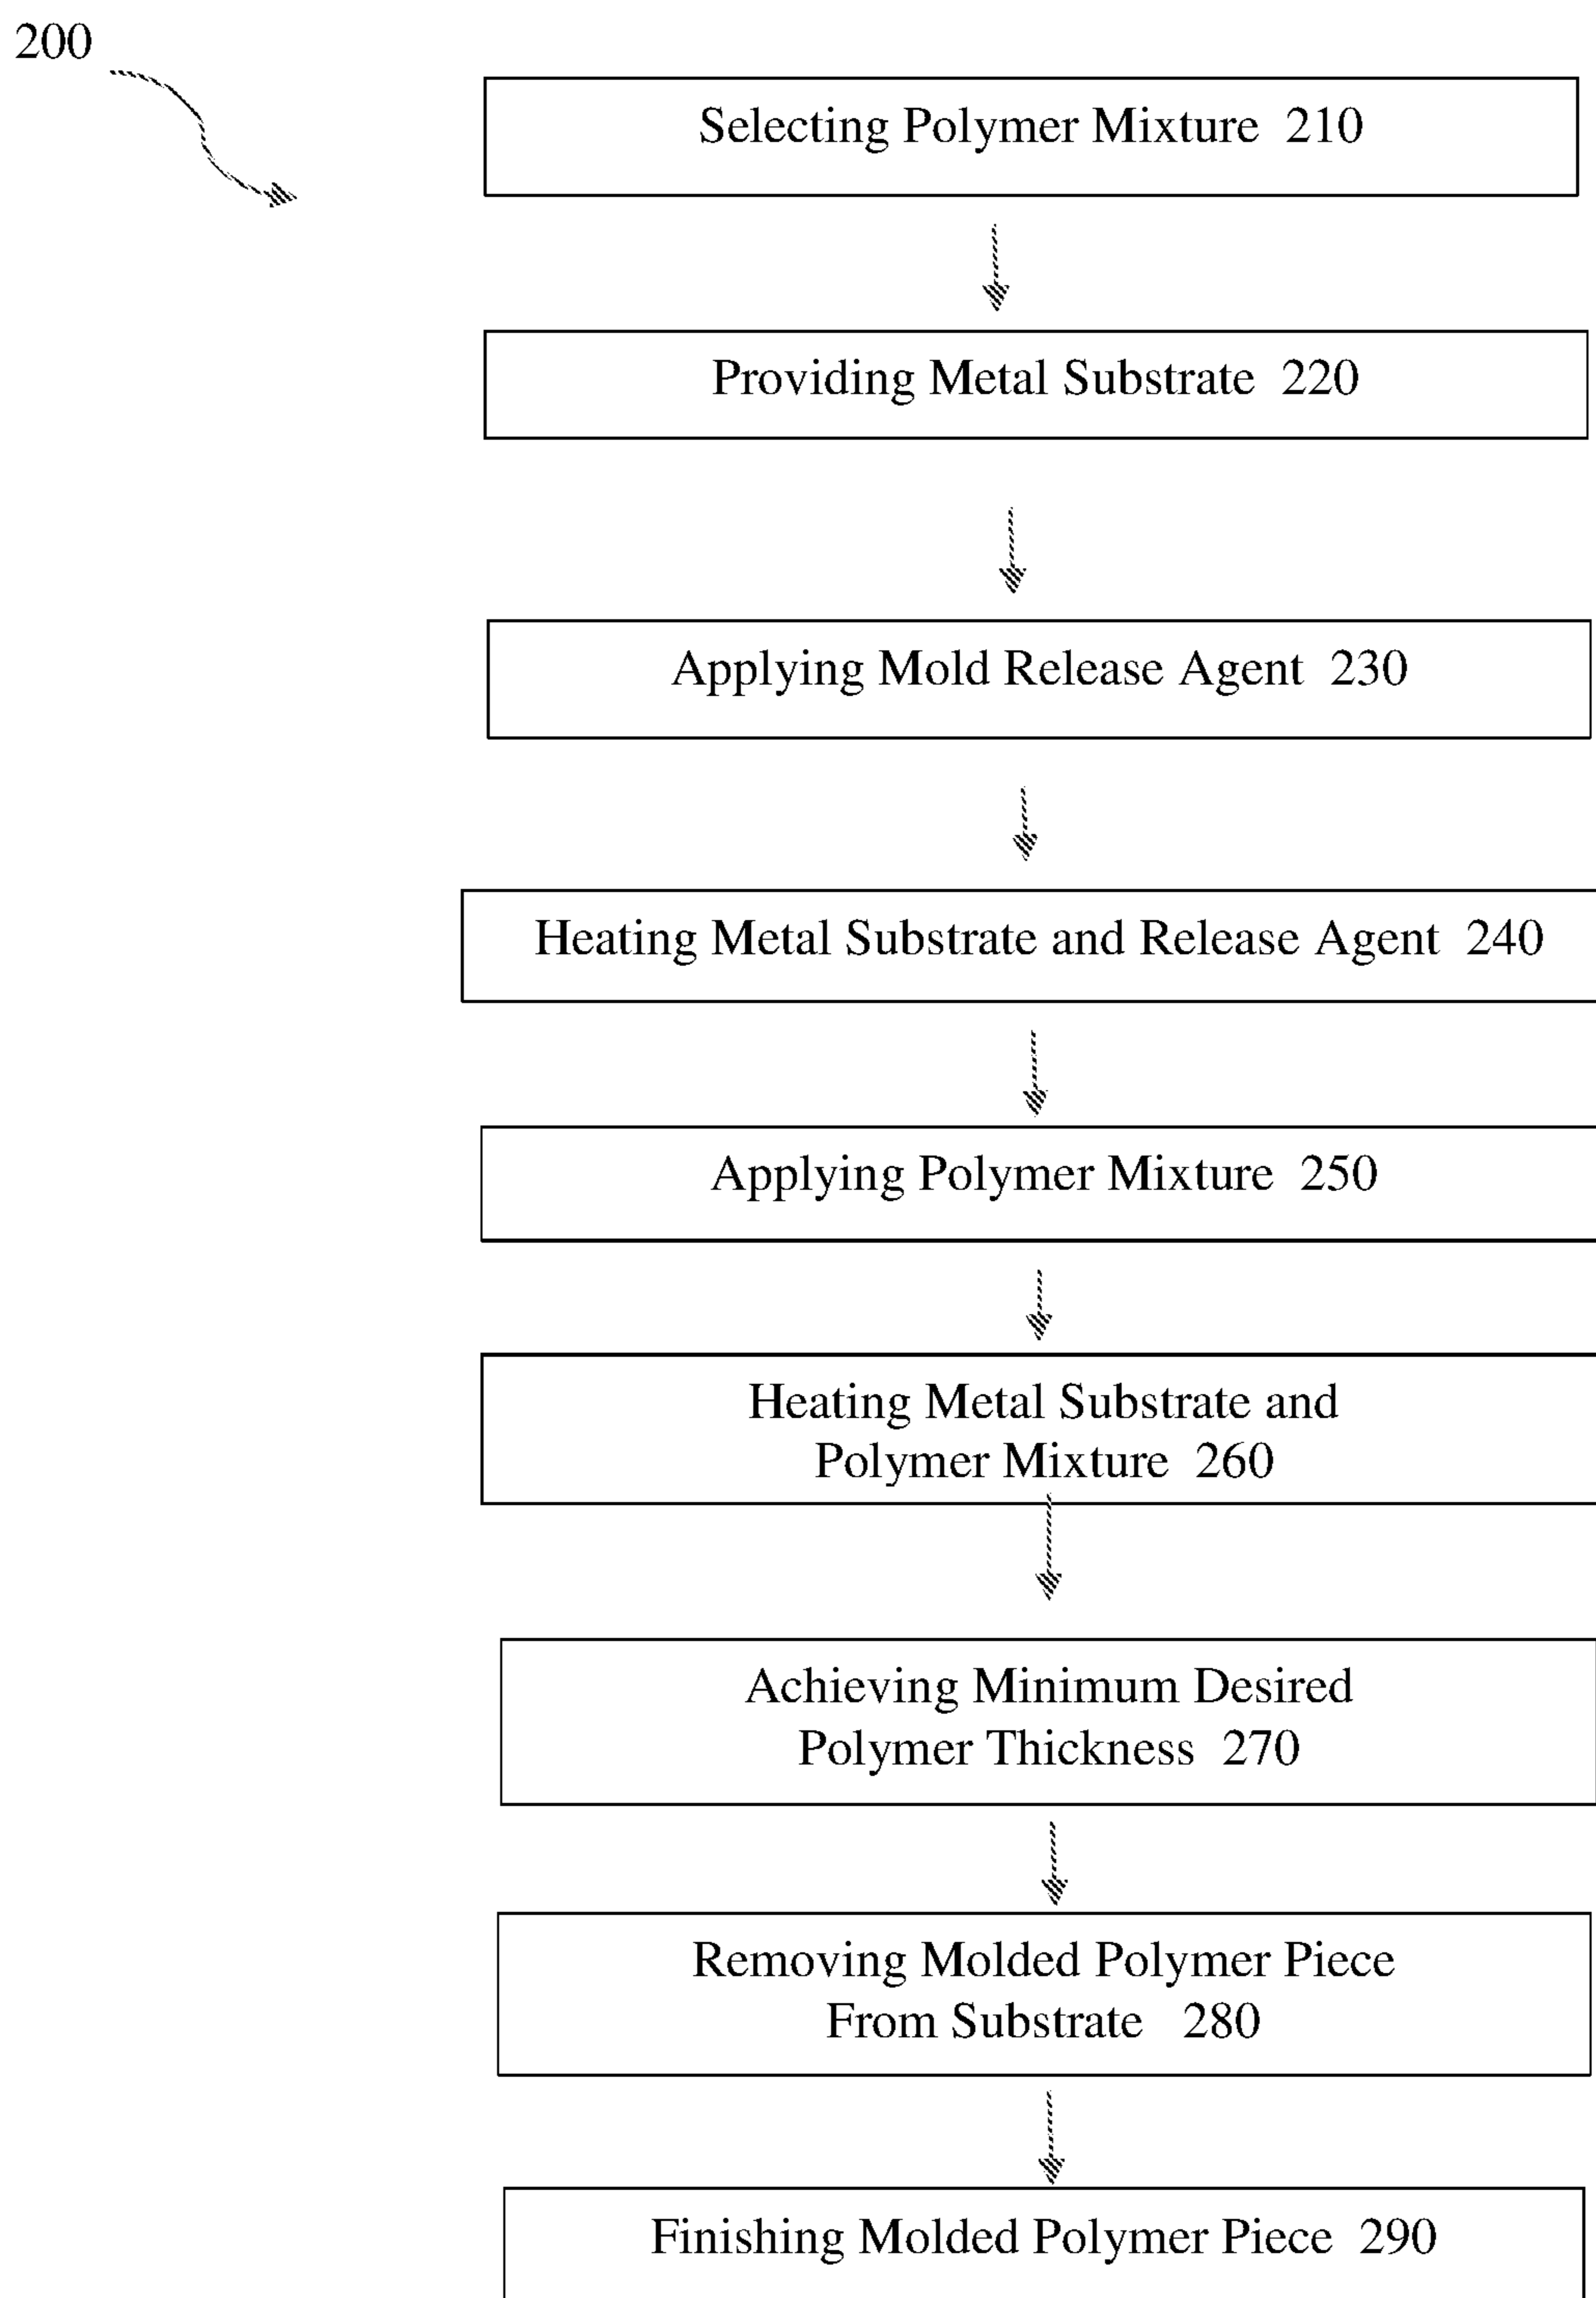 200
Selecting Polymer Mixture 210
Providing Metal Substrate 220
Applying Mold Release Agent 230
Heating Metal Substrate and Release Agent 240
Applying Polymer Mixture 250
Heating Metal Substrate and
Polymer Mixture 260
Achieving Minimum Desired
Polymer Thickness 270
Removing Molded Polymer Piece
From Substrate 280
Finishing Molded Polymer Piece 290